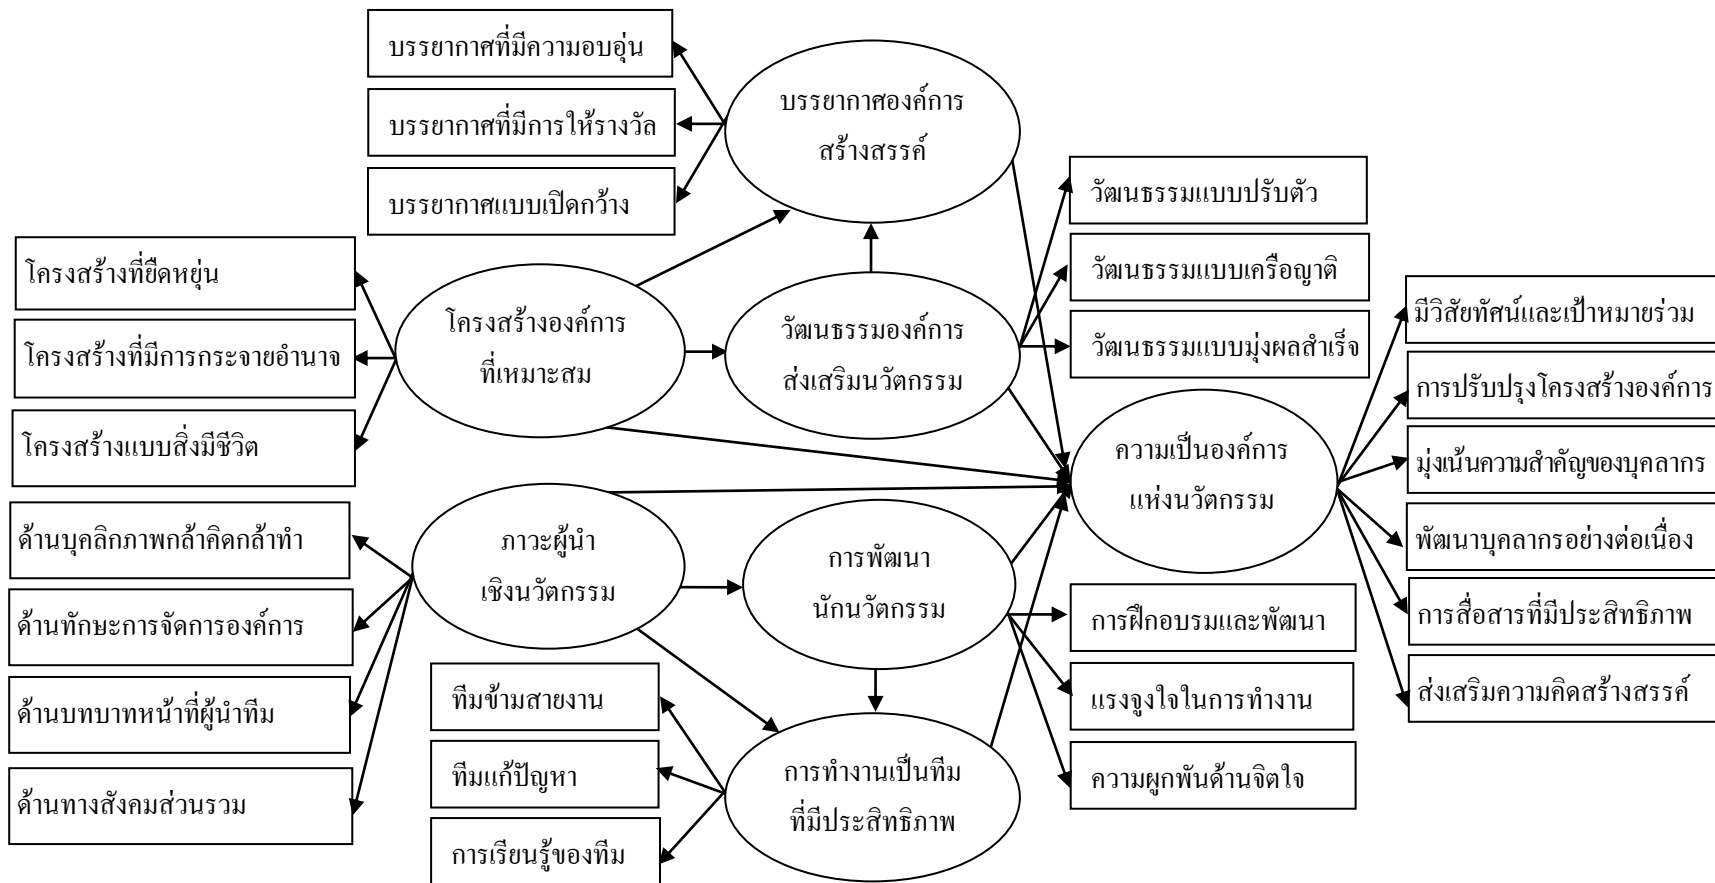 บรรยากาศที่มีความอบอุ่น
บรรยากาศที่มีการให้รางวัล
บรรยากาศแบบเปิดกว้าง
บรรยากาศองค์การ
สร้างสรรค์
โครงสร้างที่ยืดหยุ่น
โครงสร้างที่มีการกระจายอำนาจ
โครงสร้างแบบสิ่งมีชีวิต
โครงสร้างองค์การ
ที่เหมาะสม
วัฒนธรรมองค์การ
ส่งเสริมนวัตกรรม
วัฒนธรรมแบบปรับตัว
วัฒนธรรมแบบเครือญาติ
วัฒนธรรมแบบมุ่งผลสำเร็จ
ความเป็นองค์การ
แห่งนวัตกรรม
มีวิสัยทัศน์และเป้าหมายร่วม
การปรับปรุงโครงสร้างองค์การ
มุ่งเน้นความสำคัญของบุคลากร
พัฒนาบุคลากรอย่างต่อเนื่อง
การสื่อสารที่มีประสิทธิภาพ
ส่งเสริมความคิดสร้างสรรค์
ด้านบุคลิกภาพกล้าคิดกล้าทำ
ด้านทักษะการจัดการองค์การ
ด้านบทบาทหน้าที่ผู้นำทีม
ด้านทางสังคมส่วนรวม
ภาวะผู้นำ
เชิงนวัตกรรม
การพัฒนา
นักนวัตกรรม
การฝึกอบรมและพัฒนา
แรงจูงใจในการทำงาน
ความผูกพันด้านจิตใจ
ทีมข้ามสายงาน
ทีมแก้ปัญหา
การเรียนรู้ของทีม
การทำงานเป็นทีม
ที่มีประสิทธิภาพ